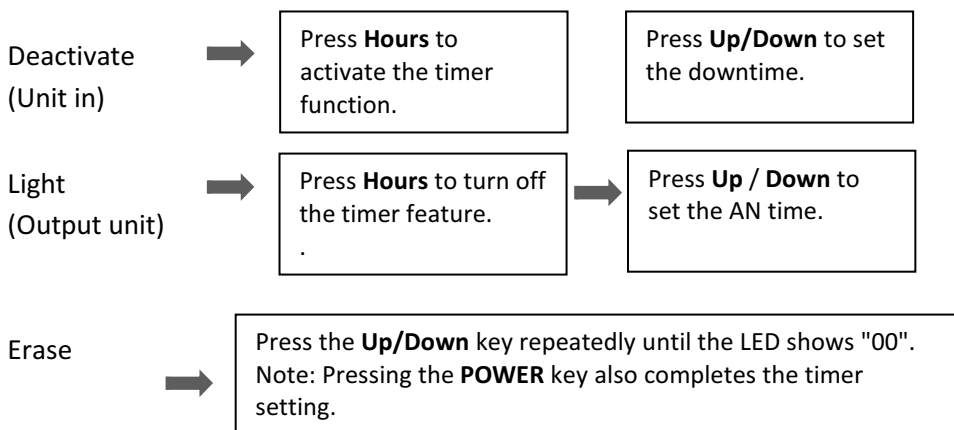 Deactivate
(Unit in)
Press Hours to
activate the timer
function.
Press Up/Down to set
the downtime.
Light
(Output unit)
Press Hours to turn off
the timer feature.
.
Press Up / Down to
set the AN time.
Erase
Press the Up/Down key repeatedly until the LED shows "00".
Note: Pressing the POWER key also completes the timer
setting.